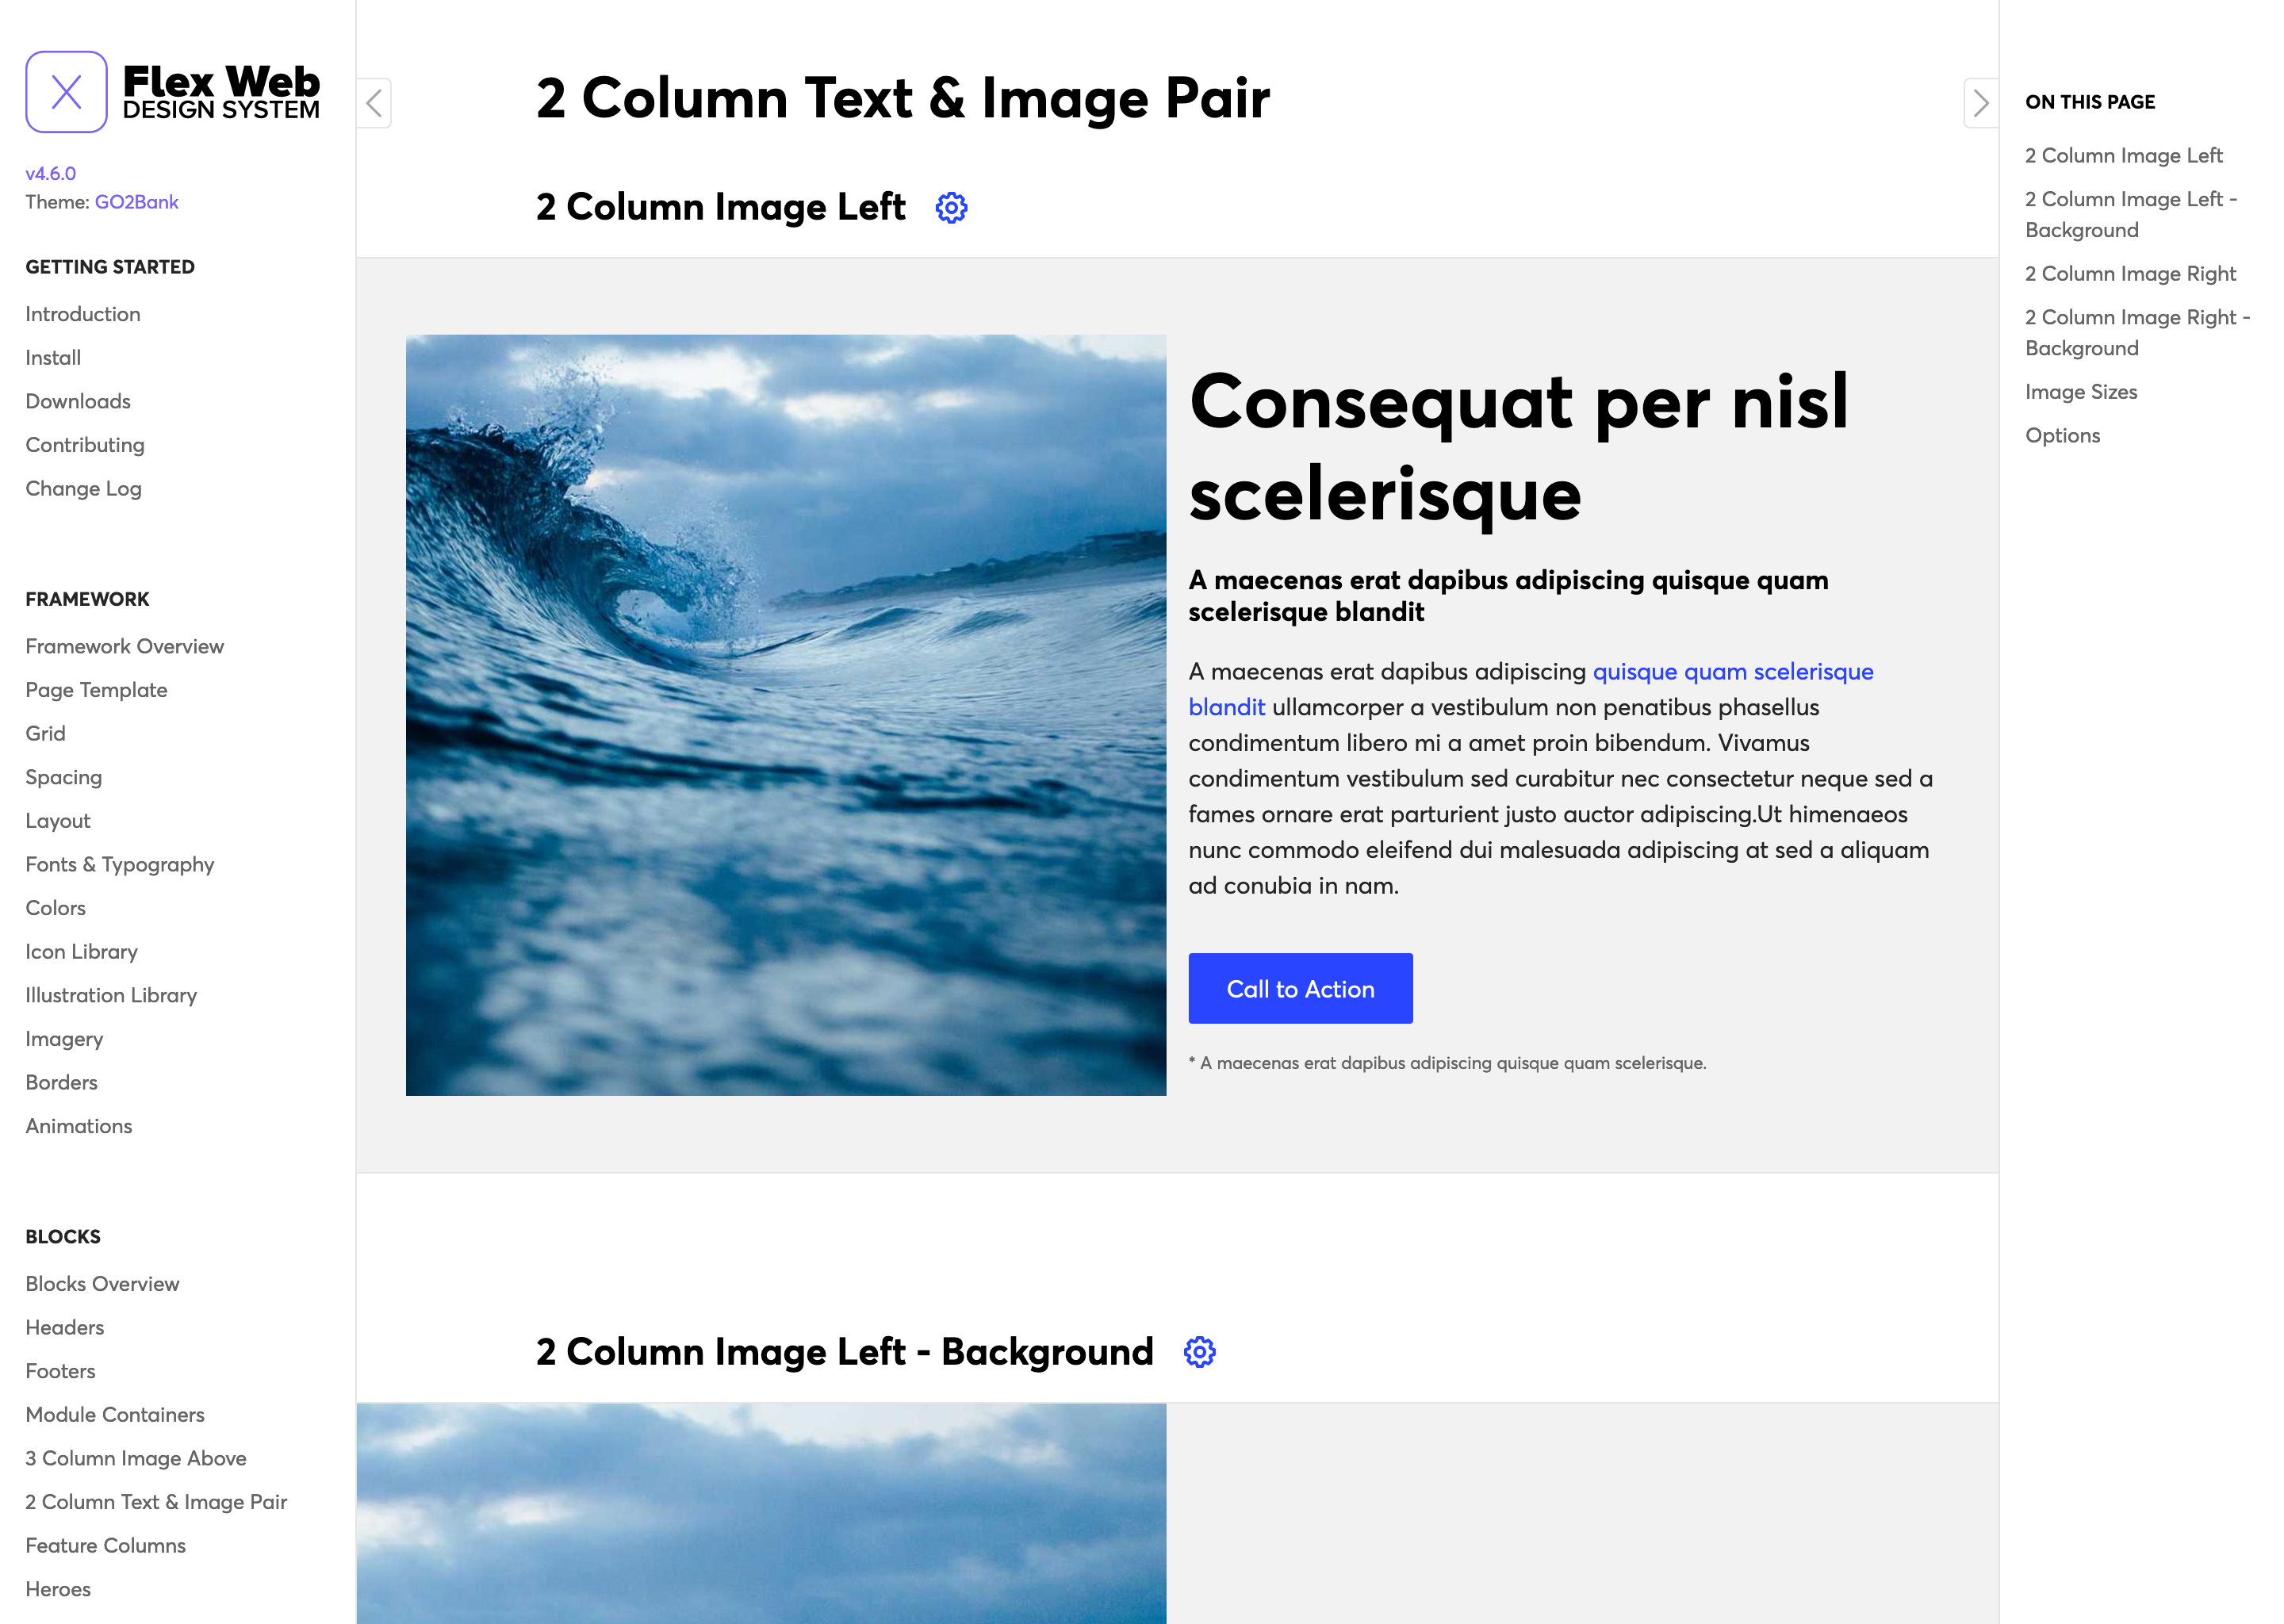 Flex Web
DESIGN SYSTEM
v4.6.0
Theme: GO2Bank
GETTING STARTED
Introduction
Install
Downloads
Contributing
Change Log
FRAMEWORK
Framework Overview
Page Template
Grid
Spacing
Layout
Fonts & Typography
Colors
Icon Library
Illustration Library
Imagery
Borders
Animations
BLOCKS
Blocks Overview
Headers
Footers
Module Containers
3 Column Image Above
2 Column Text & Image Pair
Feature Columns
Heroes
2 Column Text & Image Pair
2 Column Image Left
Consequat per nisl
scelerisque
A maecenas erat dapibus adipiscing quisque quam
scelerisque blandit
A maecenas erat dapibus adipiscing quisque quam scelerisque
blandit ullamcorper a vestibulum non penatibus phasellus
condimentum libero mi a amet proin bibendum. Vivamus
condimentum vestibulum sed curabitur nec consectetur neque sed a
fames ornare erat parturient justo auctor adipiscing.Ut himenaeos
nunc commodo eleifend dui malesuada adipiscing at sed a aliquam
ad conubia in nam.
Call to Action
* A maecenas erat dapibus adipiscing quisque quam scelerisque.
2 Column Image Left - Background
ON THIS PAGE
2 Column Image Left
2 Column Image Left -
Background
2 Column Image Right
2 Column Image Right -
Background
Image Sizes
Options